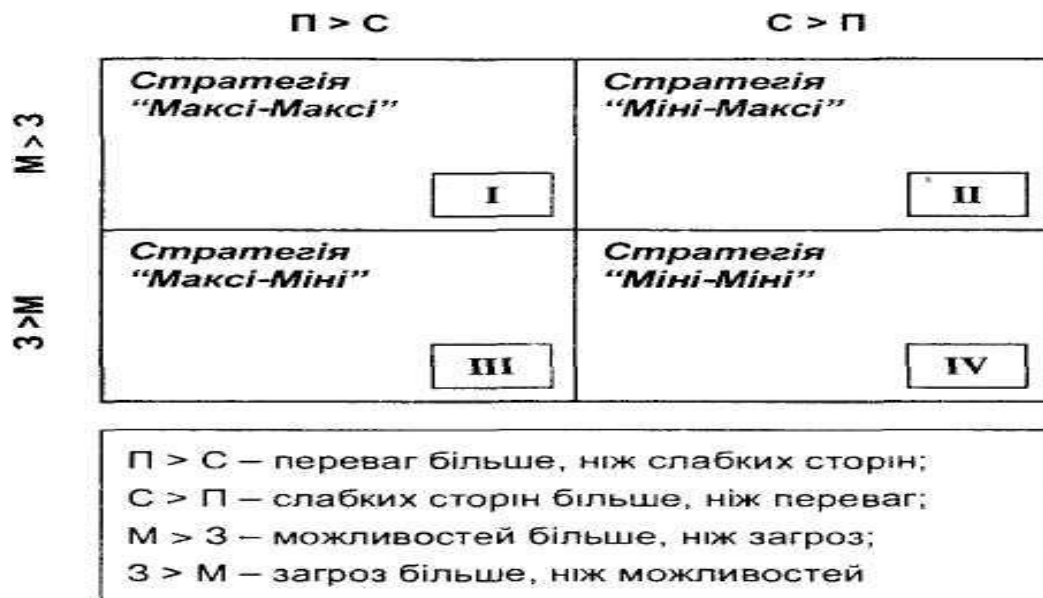 П > С
С > П
М > З
Стратегія
“Максі-Максі”
I
Стратегія
“Міні-Максі”
II
З>М
Стратегія
“Максі-Міні”
III
Стратегія
“Міні-Міні”
IV
П > С – переваг більше, ніж слабких сторін;
С > П – слабких сторін більше, ніж переваг;
М > З – можливостей більше, ніж загроз;
З > М – загроз більше, ніж можливостей